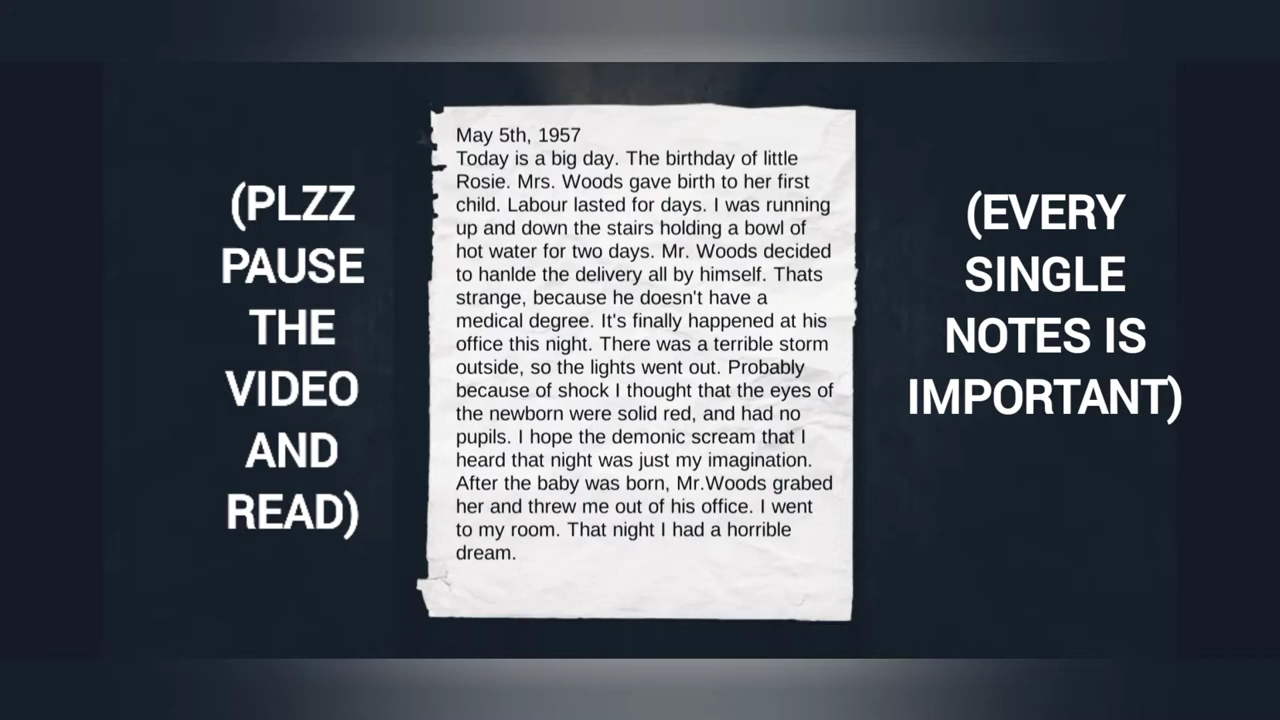 (PLZZ
PAUSE
THE
VIDEO
AND
READ)
May 5th, 1957
Today is a big day. The birthday of little
Rosie. Mrs. Woods gave birth to her first
child. Labour lasted for days. I was running
up and down the stairs holding a bowl of
hot water for two days. Mr. Woods decided
to hanlde the delivery all by himself. Thats
strange, because he doesn't have a
medical degree. It's finally happened at his
office this night. There was a terrible storm
outside, so the lights went out. Probably
because of shock I thought that the eyes of
the newborn were solid red, and had no
pupils. I hope the demonic scream that I
heard that night was just my imagination.
After the baby was born, Mr.Woods grabed
her and threw me out of his office. I went
to my room. That night I had a horrible
dream.
(EVERY
SINGLE
NOTES IS
IMPORTANT)